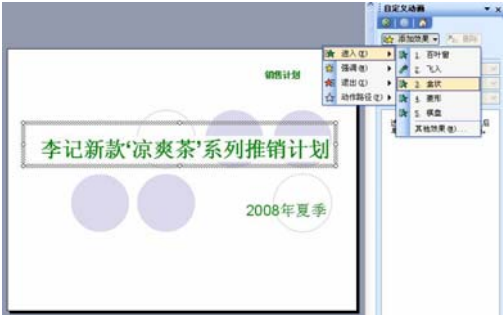 自定义动画
添加效果
删除
进入(E)
强调(M)
退出(X)
动作路径(P)
1. 百叶窗
2. 飞入
3. 盒状
4. 菱形
5. 棋盘
其他效果(M)...
销售计划
李记新款‘凉爽茶’系列推销计划
2008年夏季